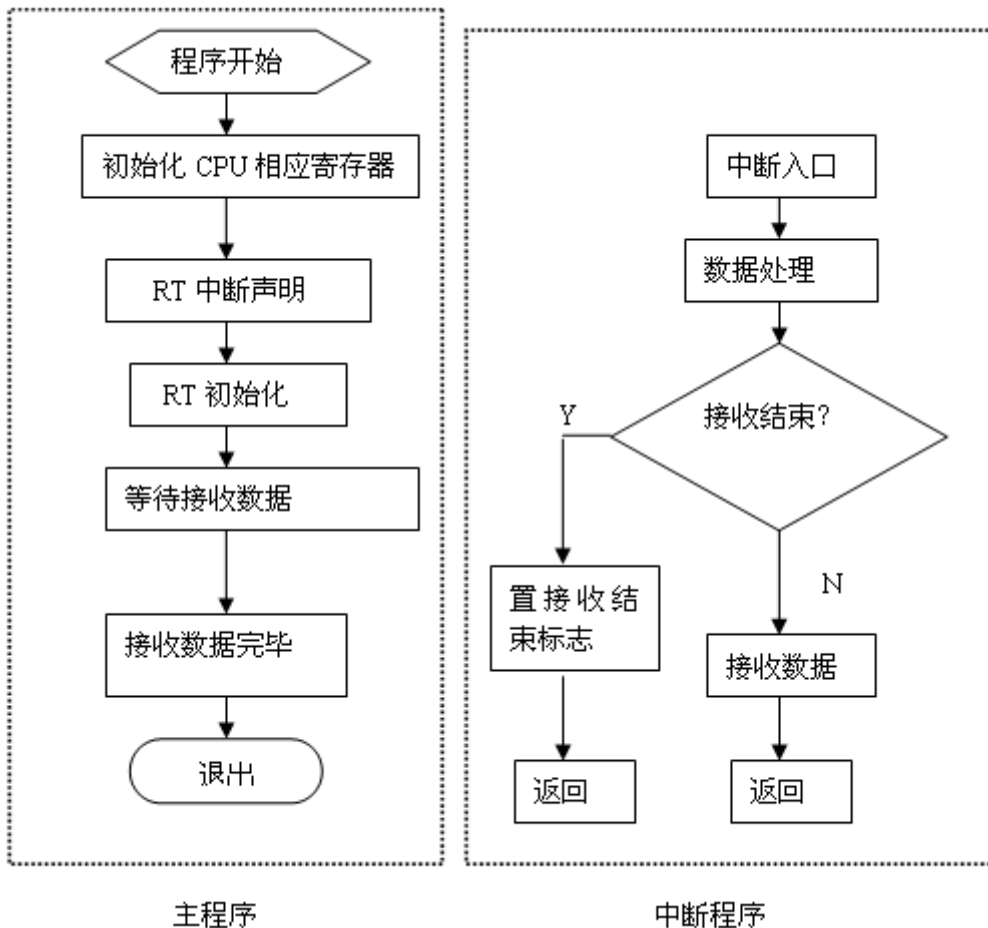 程序开始
初始化 CPU 相应寄存器
RT 中断声明
RT 初始化
等待接收数据
接收数据完毕
退出
主程序
中断入口
数据处理
接收结束?
Y
N
置接收结
束标志
接收数据
返回
返回
中断程序